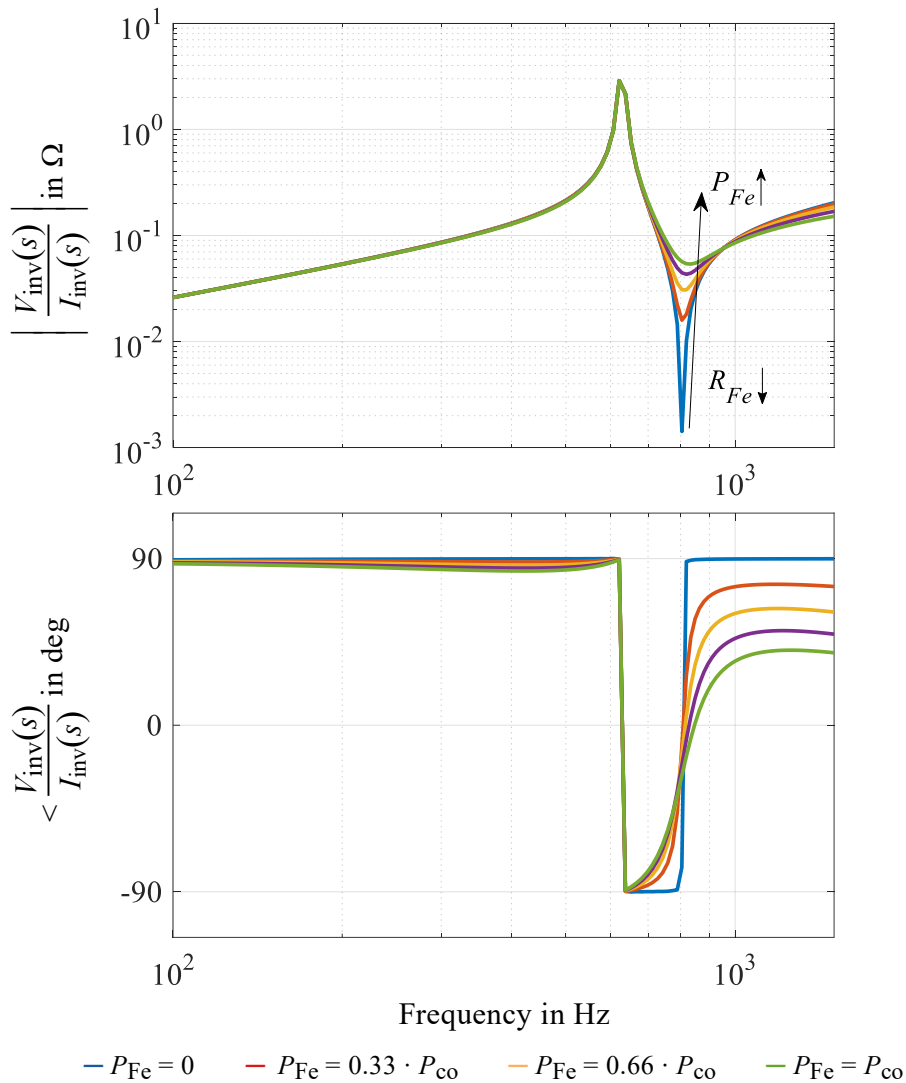 10^1
10^0
10^-1
10^-2
10^-3
10^2
10^3
|V_inv(s)/I_inv(s)| in Ω
P_Fe↑
R_Fe↓
90
0
-90
10^2
10^3
< V_inv(s)/I_inv(s) in deg
Frequency in Hz
P_Fe = 0 P_Fe = 0.33 · P_co P_Fe = 0.66 · P_co P_Fe = P_co